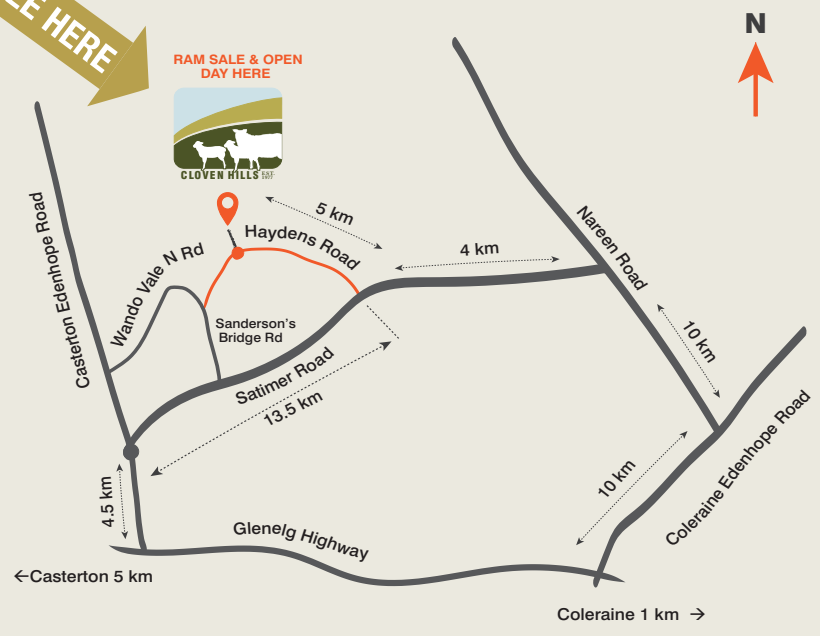 LE HERE
N
RAM SALE & OPEN
DAY HERE
CLOVEN HILLS
5 km
Haydens Road
4 km
Nareen Road
Casterton Edenhope Road
Wando Vale N Rd
Sanderson's
Bridge Rd
10 km
Satimer Road
13.5 km
Coleraine Edenhope Road
10 km
4.5 km
Glenelg Highway
←Casterton 5 km
Coleraine 1 km →